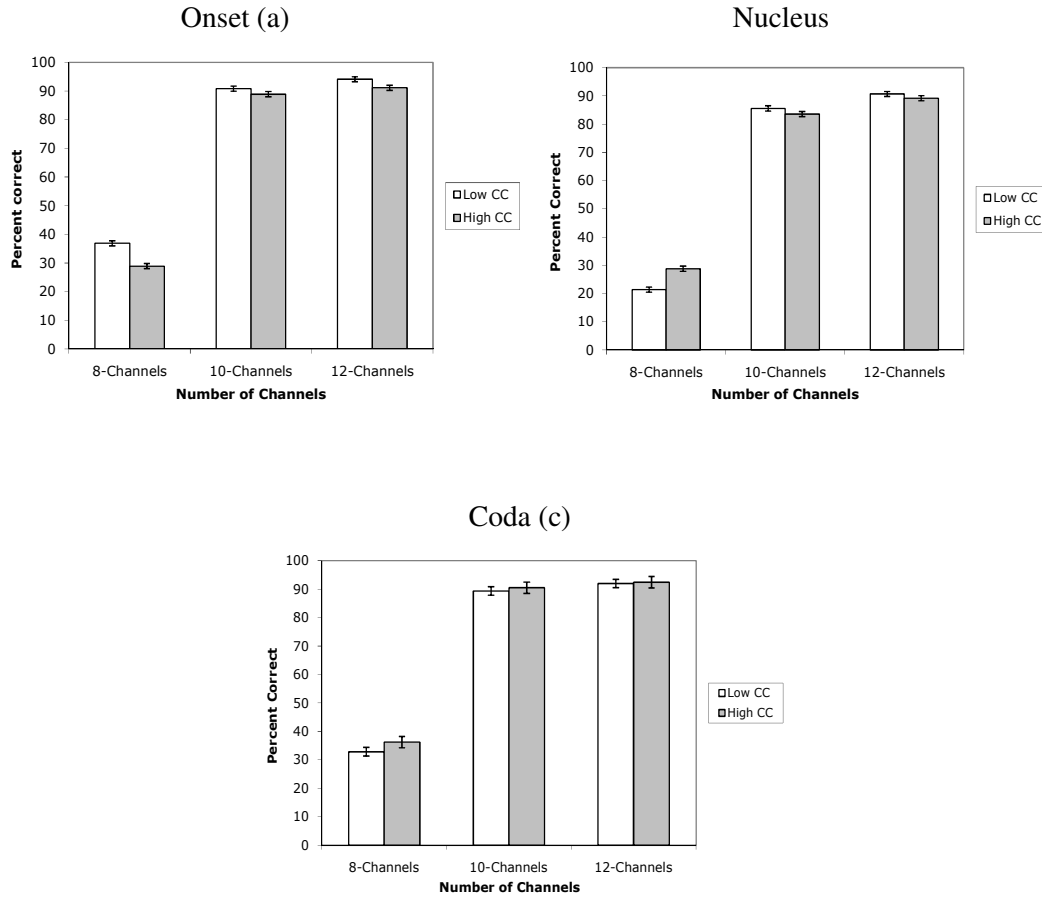 Onset (a)
100
90
80
70
60
50
40
30
20
10
0
Percent correct
8-Channels 10-Channels 12-Channels
Number of Channels
Low CC
High CC
Nucleus
100
90
80
70
60
50
40
30
20
10
0
Percent Correct
8-Channels 10-Channels 12-Channels
Number of Channels
Low CC
High CC
Coda (c)
100
90
80
70
60
50
40
30
20
10
0
Percent Correct
8-Channels 10-Channels 12-Channels
Number of Channels
Low CC
High CC